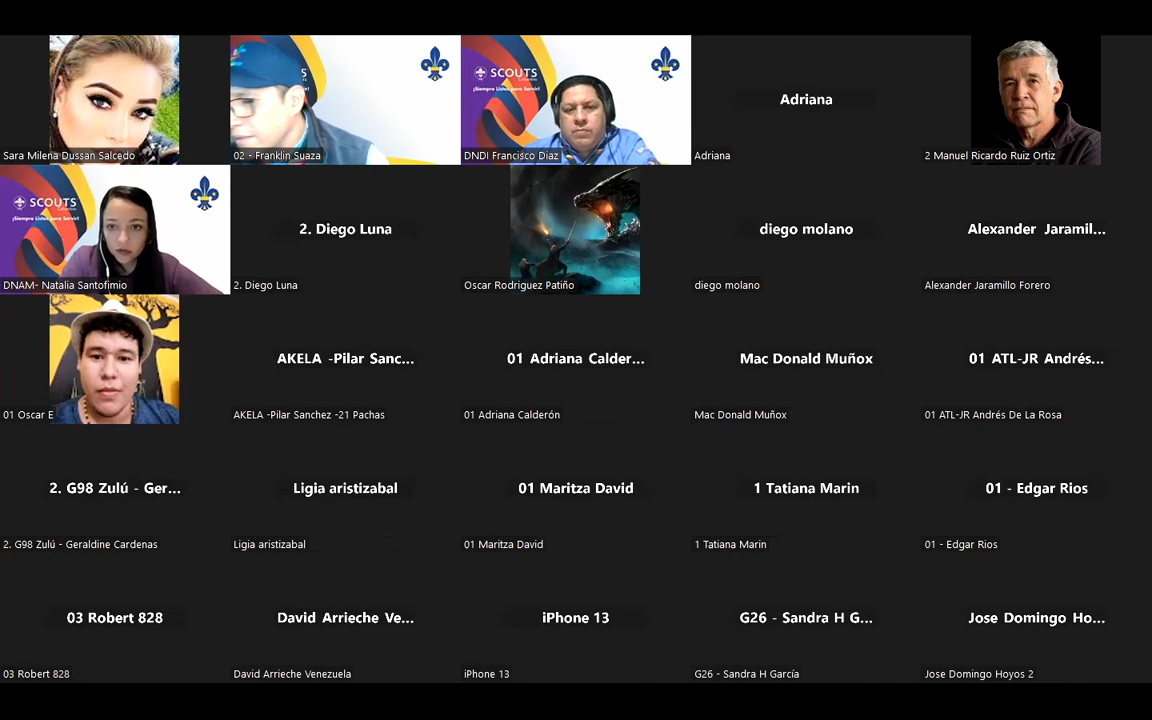 Sara Milena Dussan Salcedo
02 - Franklin Suaza
SCOUTS
¡Siempre Listos para Servir!
DNDI Francisco Diaz
Adriana
Adriana
2 Manuel Ricardo Ruiz Ortiz
SCOUTS
Colombia
¡Siempre Listos para Servir!
DNAM- Natalia Santofimio
2. Diego Luna
2. Diego Luna
Oscar Rodriguez Patiño
diego molano
diego molano
Alexander Jaramil...
Alexander Jaramillo Forero
01 Oscar E
AKELA -Pilar Sanc...
AKELA -Pilar Sanchez -21 Pachas
01 Adriana Calder...
01 Adriana Calderón
Mac Donald Muñox
Mac Donald Muñox
01 ATL-JR Andrés...
01 ATL-JR Andrés De La Rosa
2. G98 Zulú - Ger...
2. G98 Zulú - Geraldine Cardenas
Ligia aristizabal
Ligia aristizabal
01 Maritza David
01 Maritza David
1 Tatiana Marin
1 Tatiana Marin
01 - Edgar Rios
01 - Edgar Rios
03 Robert 828
03 Robert 828
David Arrieche Ve...
David Arrieche Venezuela
iPhone 13
iPhone 13
G26 - Sandra H G...
G26 - Sandra H García
Jose Domingo Ho...
Jose Domingo Hoyos 2